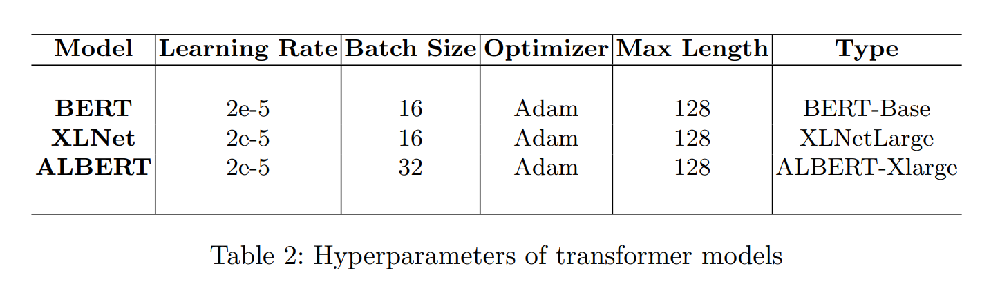 Model Learning Rate Batch Size Optimizer Max Length Type
BERT 2e-5 16 Adam 128 BERT-Base
XLNet 2e-5 16 Adam 128 XLNetLarge
ALBERT 2e-5 32 Adam 128 ALBERT-Xlarge
Table 2: Hyperparameters of transformer models